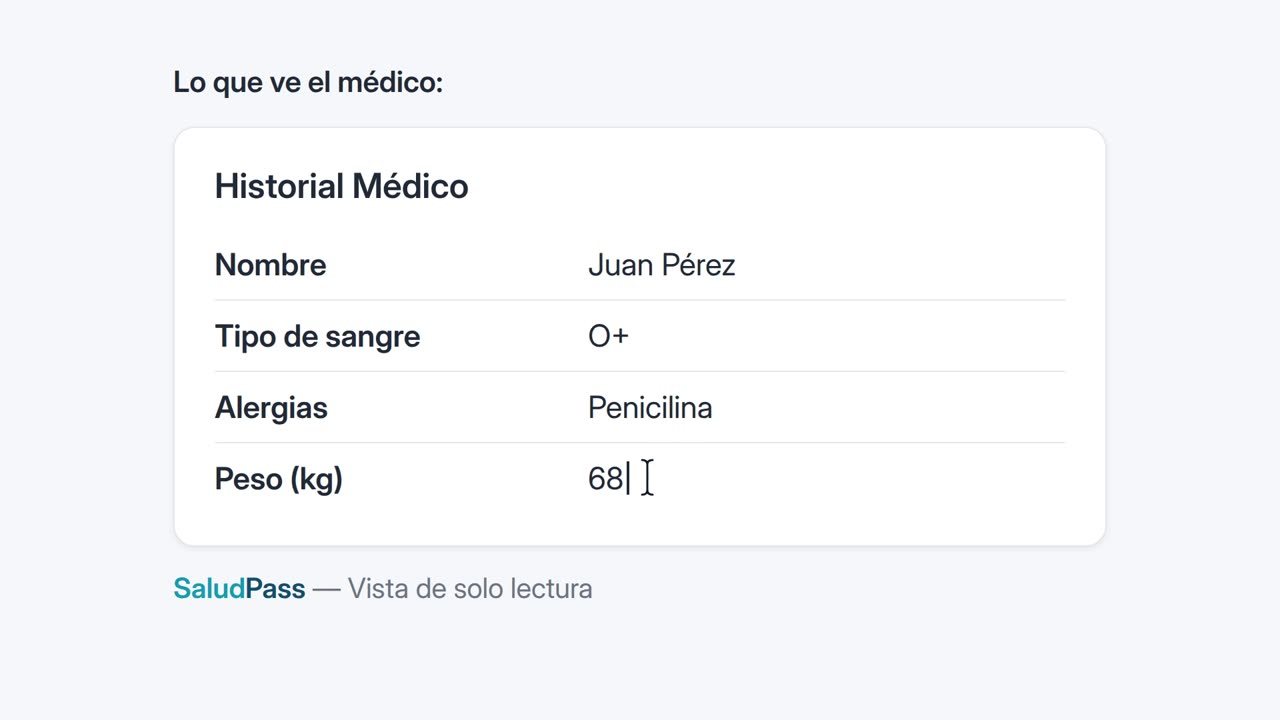 Lo que ve el médico:
Historial Médico
Nombre Juan Pérez
Tipo de sangre O+
Alergias Penicilina
Peso (kg) 68
SaludPass — Vista de solo lectura